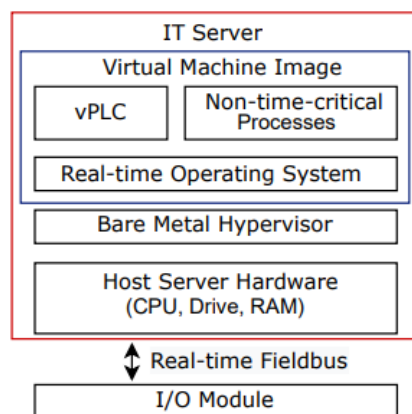 IT Server
Virtual Machine Image
vPLC
Non-time-critical
Processes
Real-time Operating System
Bare Metal Hypervisor
Host Server Hardware
(CPU, Drive, RAM)
Real-time Fieldbus
I/O Module